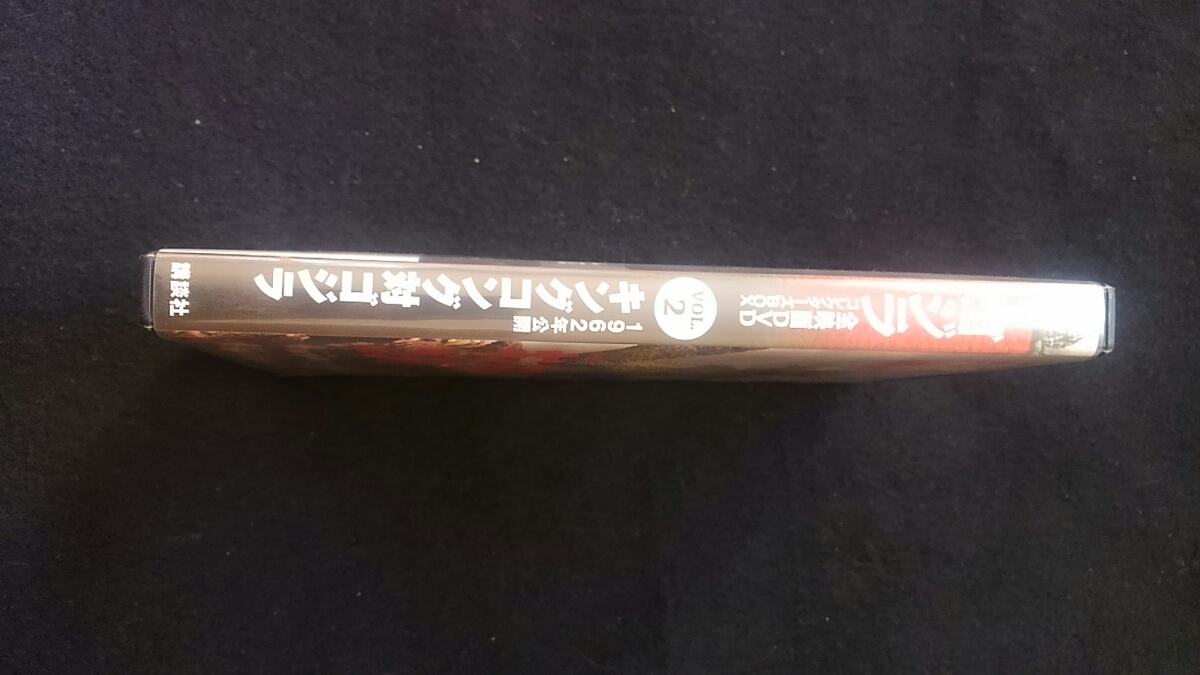 ゴジラ
全映画DVD
コレクターズBOX
VOL.
2
1962年公開
キングコング対ゴジラ
講談社